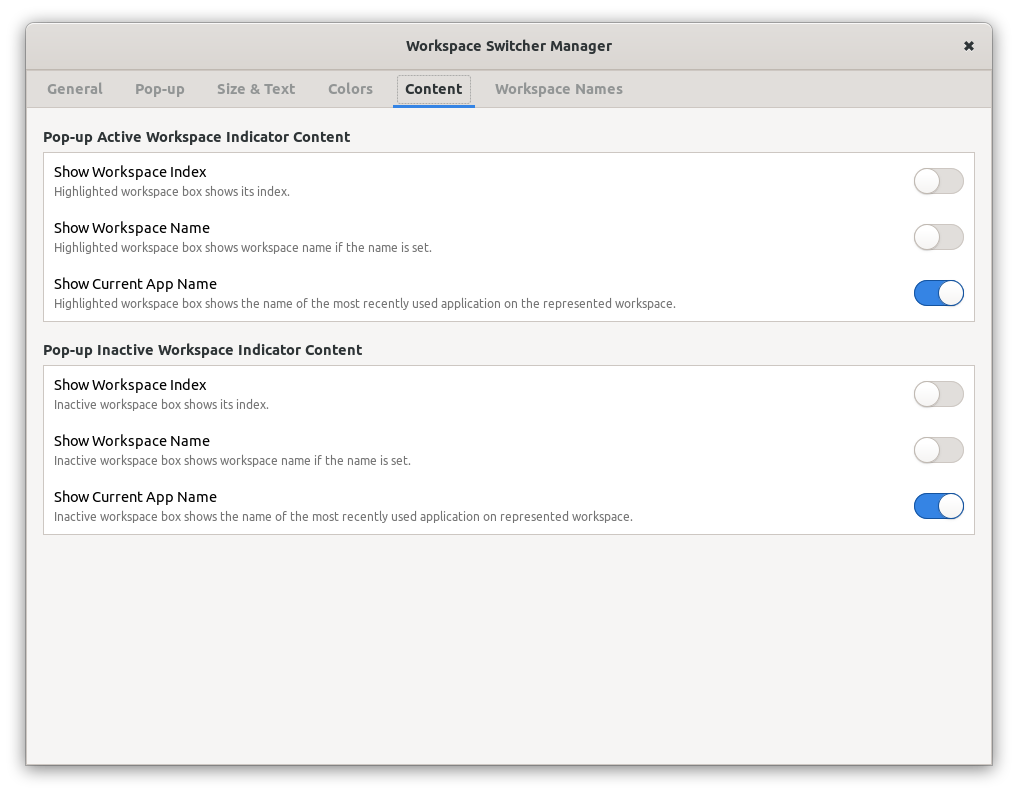 Workspace Switcher Manager
General Pop-up Size & Text Colors Content Workspace Names
Pop-up Active Workspace Indicator Content
Show Workspace Index
Highlighted workspace box shows its index.
Show Workspace Name
Highlighted workspace box shows workspace name if the name is set.
Show Current App Name
Highlighted workspace box shows the name of the most recently used application on the represented workspace.
Pop-up Inactive Workspace Indicator Content
Show Workspace Index
Inactive workspace box shows its index.
Show Workspace Name
Inactive workspace box shows workspace name if the name is set.
Show Current App Name
Inactive workspace box shows the name of the most recently used application on represented workspace.